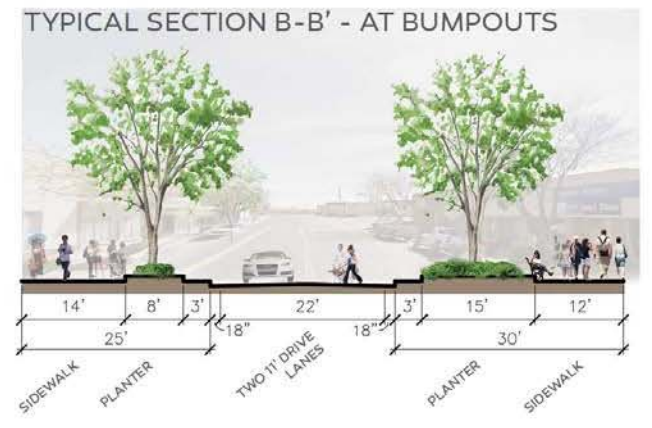 TYPICAL SECTION B-B' - AT BUMPOUTS
14' 8' 3' 22' 3' 15' 12'
18" 18"
25' 30'
SIDEWALK
PLANTER
TWO 11' DRIVE
LANES
PLANTER
SIDEWALK